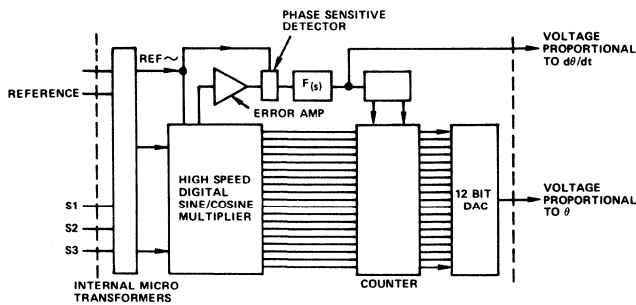 PHASE SENSITIVE
DETECTOR
VOLTAGE
PROPORTIONAL
TO dθ/dt
REF~
F(s)
REFERENCE
ERROR AMP
HIGH SPEED
DIGITAL
SINE/COSINE
MULTIPLIER
12 BIT
DAC
VOLTAGE
PROPORTIONAL
TO θ
S1
S2
S3
INTERNAL MICRO
TRANSFORMERS
COUNTER